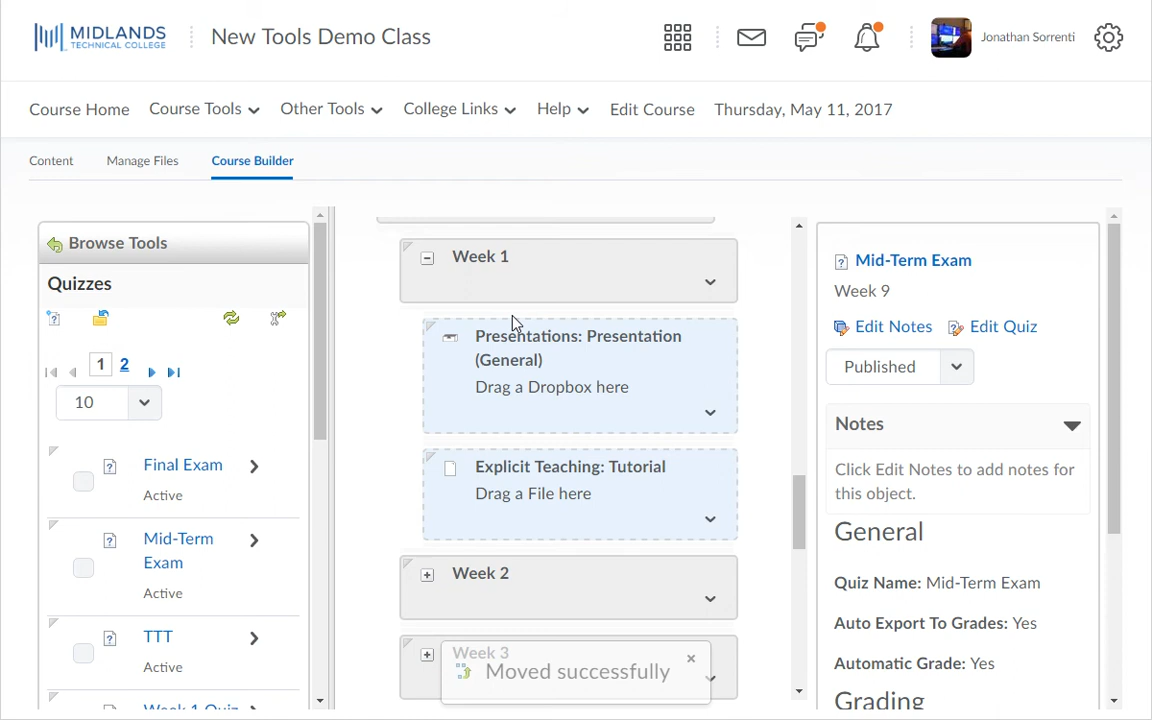 MIDLANDS
TECHNICAL COLLEGE
New Tools Demo Class
Jonathan Sorrenti
Course Home
Course Tools
Other Tools
College Links
Help
Edit Course
Thursday, May 11, 2017
Content
Manage Files
Course Builder
Browse Tools
Quizzes
1
2
10
Final Exam
Active
Mid-Term
Exam
Active
TTT
Active
Week 1 Quiz
Week 1
Presentations: Presentation
(General)
Drag a Dropbox here
Explicit Teaching: Tutorial
Drag a File here
Week 2
Week 3
Moved successfully
Mid-Term Exam
Week 9
Edit Notes
Edit Quiz
Published
Notes
Click Edit Notes to add notes for
this object.
General
Quiz Name: Mid-Term Exam
Auto Export To Grades: Yes
Automatic Grade: Yes
Grading